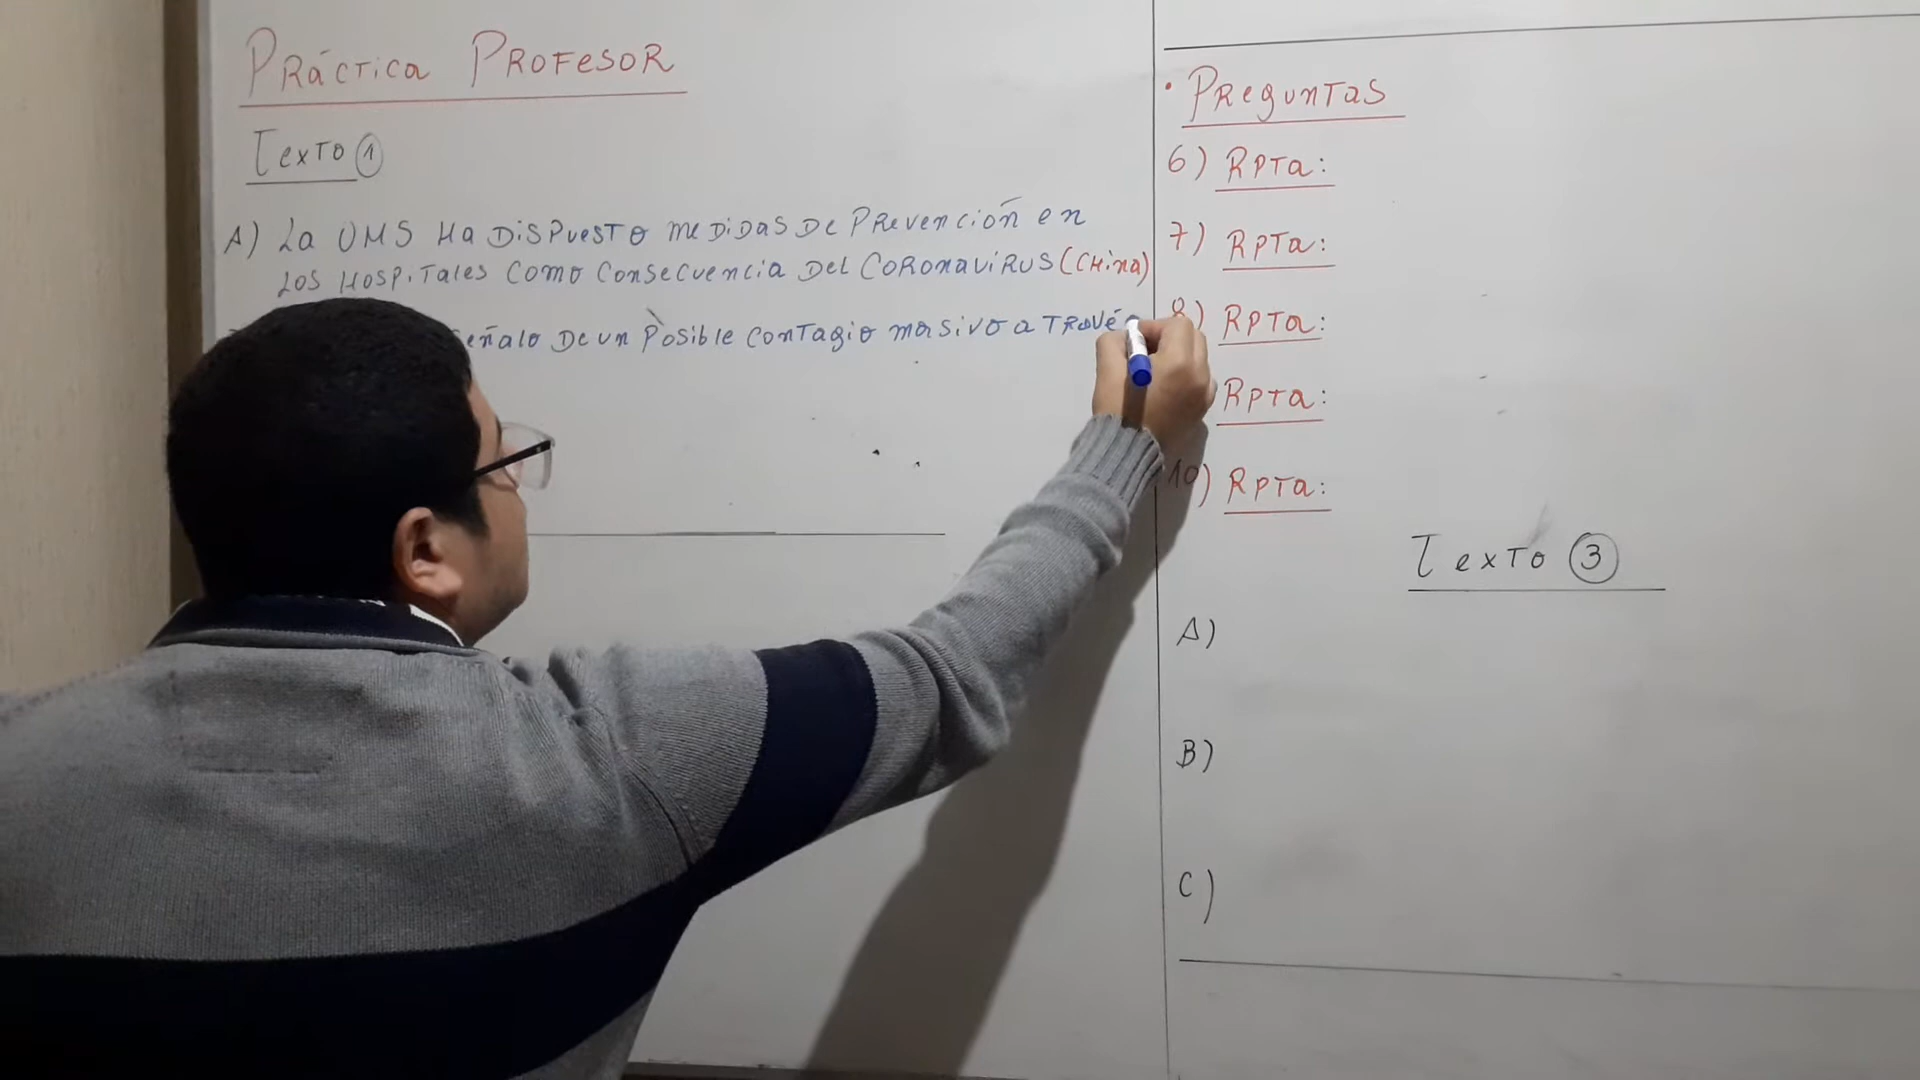 PRáCTica PROFeSOR
TexTo 1
A) La OMS Ha DiSPuesTo meDiDas De PRevención en
Los HospiTales como consecuencia Del CORonaviRUS (CHina)
eñalo De un Posible conTagio masivo a TRavé
• PReguntas
6) RpTa:
7) RpTa:
8) RpTa:
RpTa:
10) RpTa:
TexTo 3
A)
B)
C)